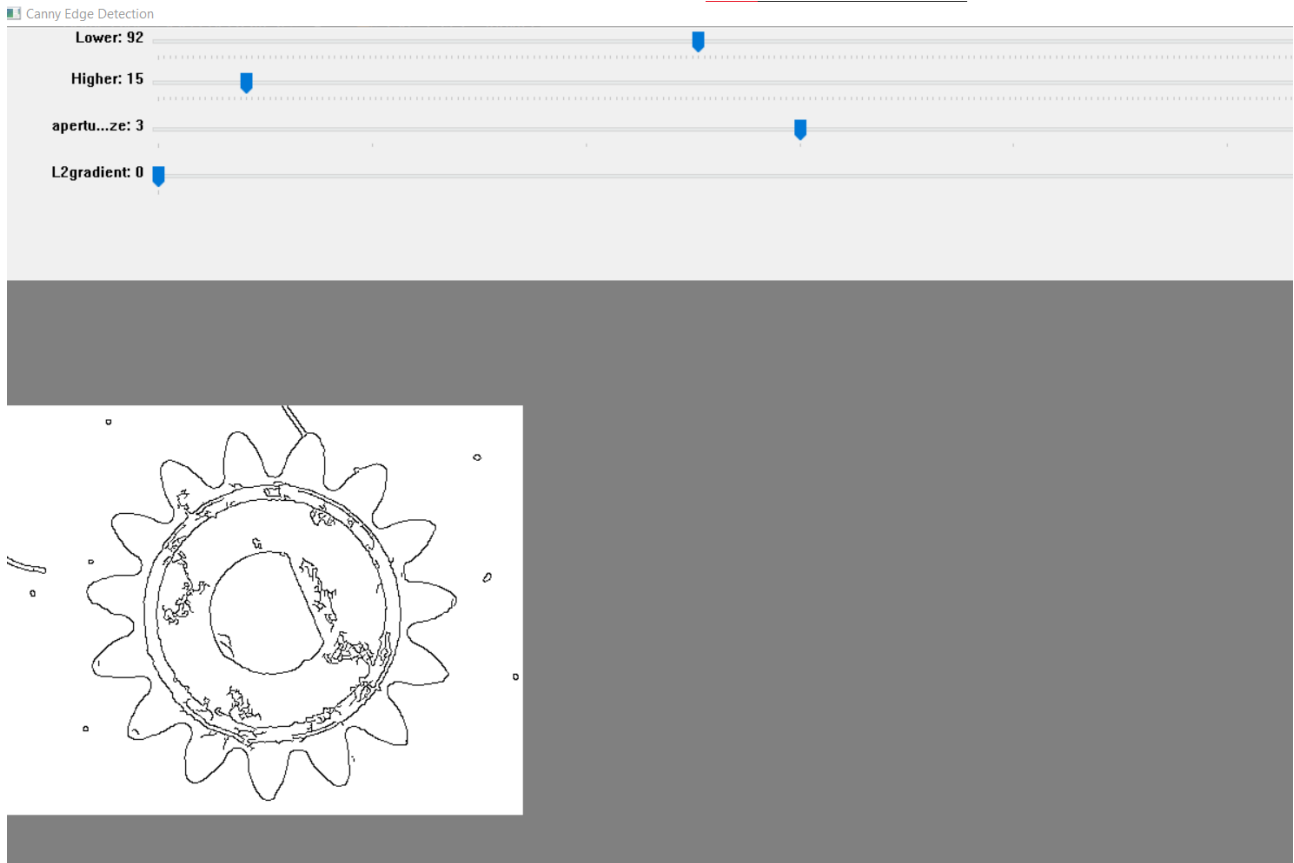 Canny Edge Detection
Lower: 92
Higher: 15
apertu...ze: 3
L2gradient: 0